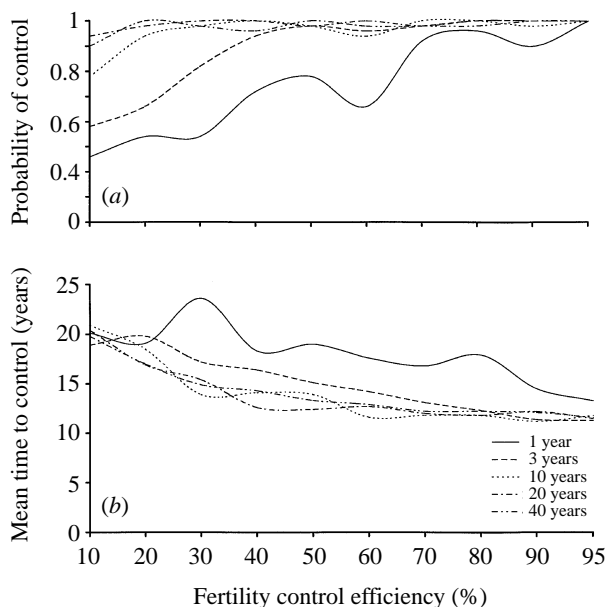 Probability of control
1
0.8
0.6
0.4
0
(a)
Mean time to control (years)
25
20
15
10
5
0
(b)
1 year
3 years
10 years
20 years
40 years
10 20 30 40 50 60 70 80 90 95
Fertility control efficiency (%)